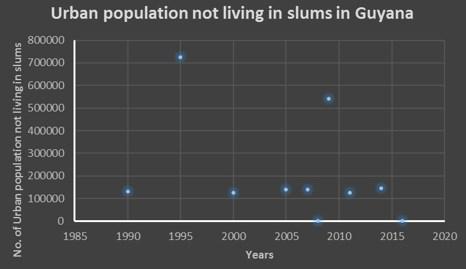 Urban population not living in slums in Guyana
No. of Urban population not living in slums
800000
700000
600000
500000
400000
300000
200000
100000
0
1985 1990 1995 2000 2005 2010 2015 2020
Years